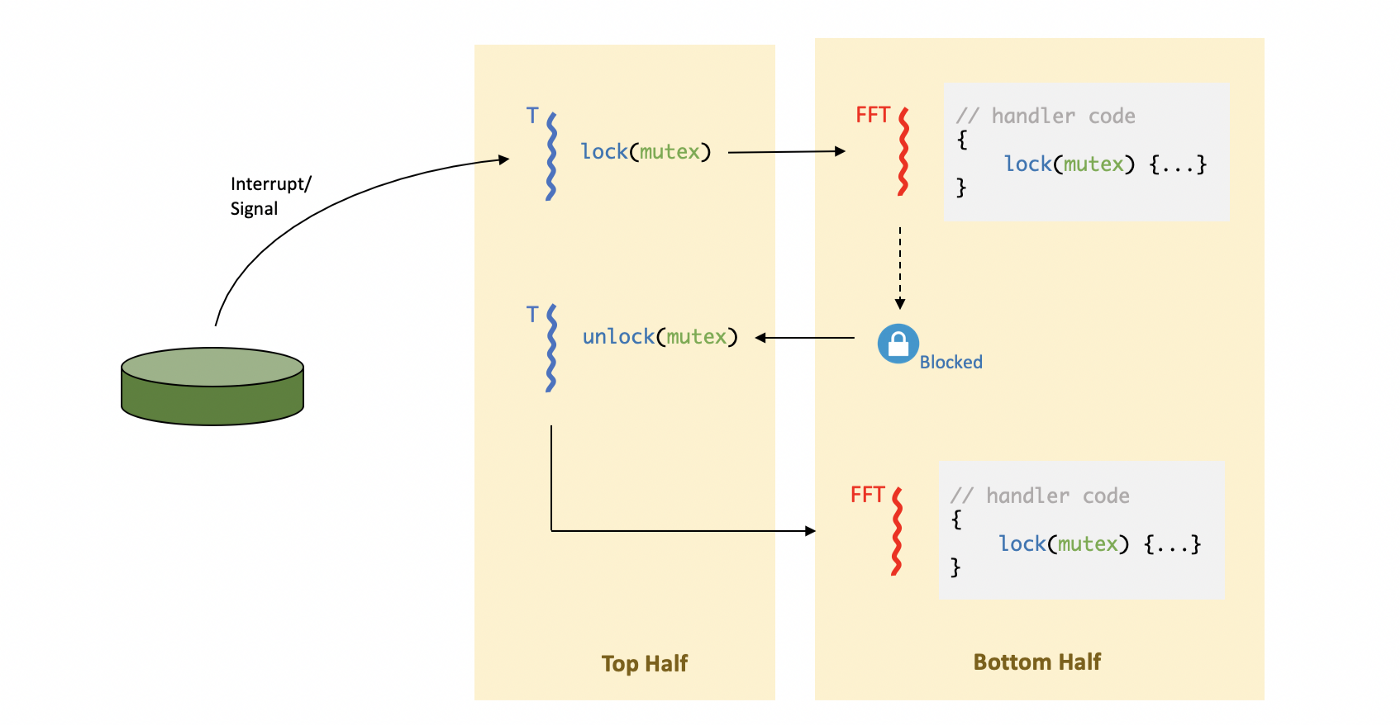 Interrupt/
Signal
T
lock(mutex)
FFT
// handler code
{
lock(mutex) {...}
}
T
unlock(mutex)
Blocked
FFT
// handler code
{
lock(mutex) {...}
}
Top Half
Bottom Half